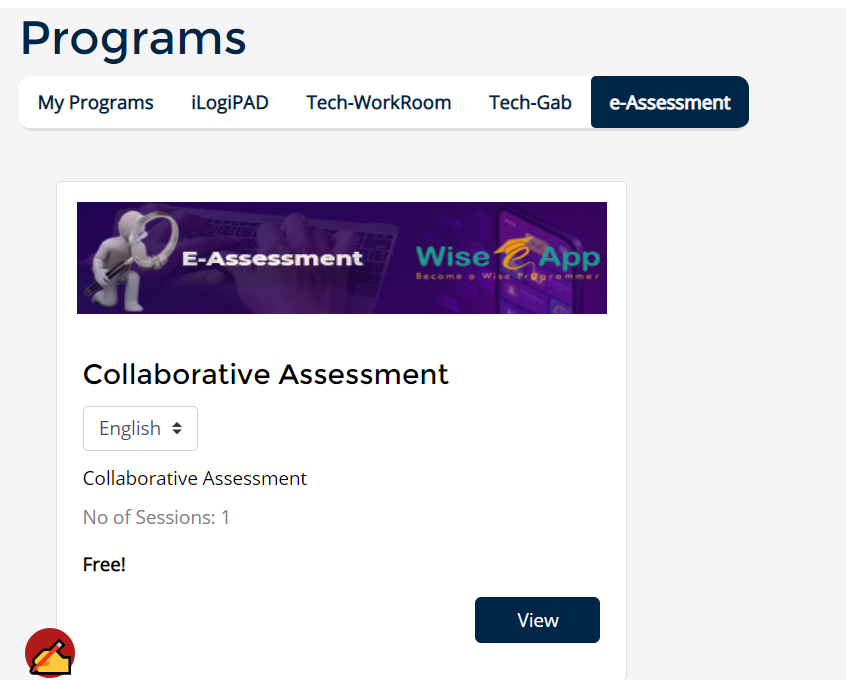 Programs
My Programs iLogiPAD Tech-WorkRoom Tech-Gab e-Assessment
E-Assessment Wise e App
Become a Wise Programmer
Collaborative Assessment
English
Collaborative Assessment
No of Sessions: 1
Free!
View